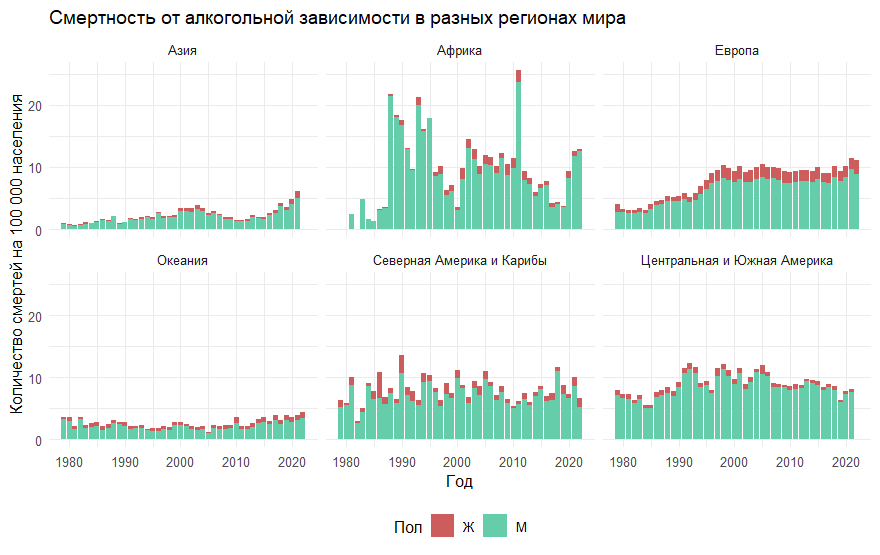 Смертность от алкогольной зависимости в разных регионах мира
Количество смертей на 100 000 населения
Азия
Африка
Европа
20
10
0
Океания
Северная Америка и Карибы
Центральная и Южная Америка
20
10
0
1980 1990 2000 2010 2020
1980 1990 2000 2010 2020
1980 1990 2000 2010 2020
Год
Пол Ж М